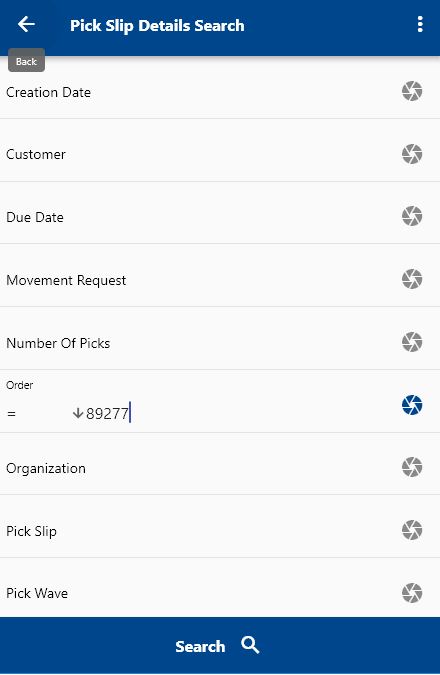 Pick Slip Details Search
Back
Creation Date
Customer
Due Date
Movement Request
Number Of Picks
Order
= 89277
Organization
Pick Slip
Pick Wave
Search